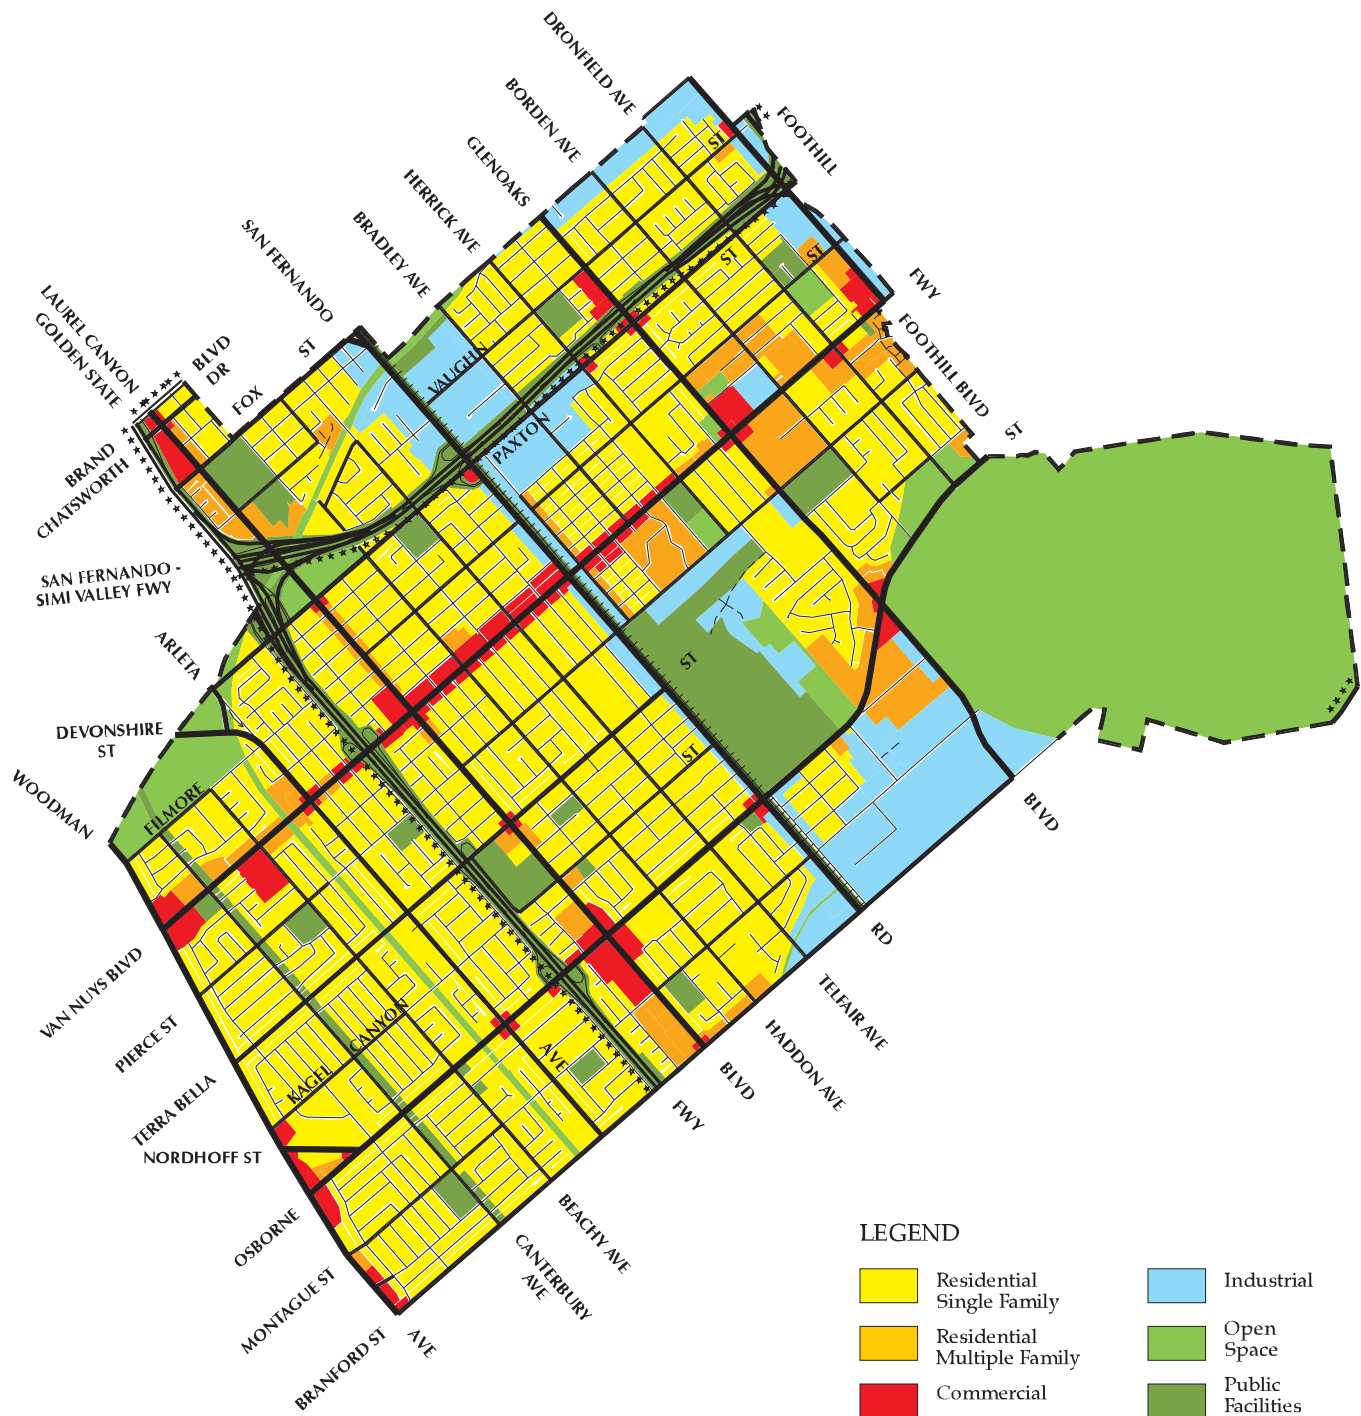 DRONFIELD AVE
BORDEN AVE
GLENOAKS
HERRICK AVE
BRADLEY AVE
SAN FERNANDO
FOOTHILL
ST
ST
ST
FWY
FOOTHILL BLVD
ST
LAUREL CANYON
GOLDEN STATE
BLVD
DR
ST
FOX
VAUGHN
PAXTON
BRAND
CHATSWORTH
SAN FERNANDO -
SIMI VALLEY FWY
ARLETA
DEVONSHIRE
ST
WOODMAN
FILMORE
ST
ST
BLVD
VAN NUYS BLVD
PIERCE ST
TERRA BELLA
NORDHOFF ST
KAGEL
CANYON
AVE
OSBORNE
MONTAGUE ST
BRANFORD ST
AVE
CANTERBURY
AVE
BEACHY AVE
FWY
BLVD
HADDON AVE
TELFAIR AVE
RD
LEGEND
Residential
Single Family
Residential
Multiple Family
Commercial
Industrial
Open
Space
Public
Facilities